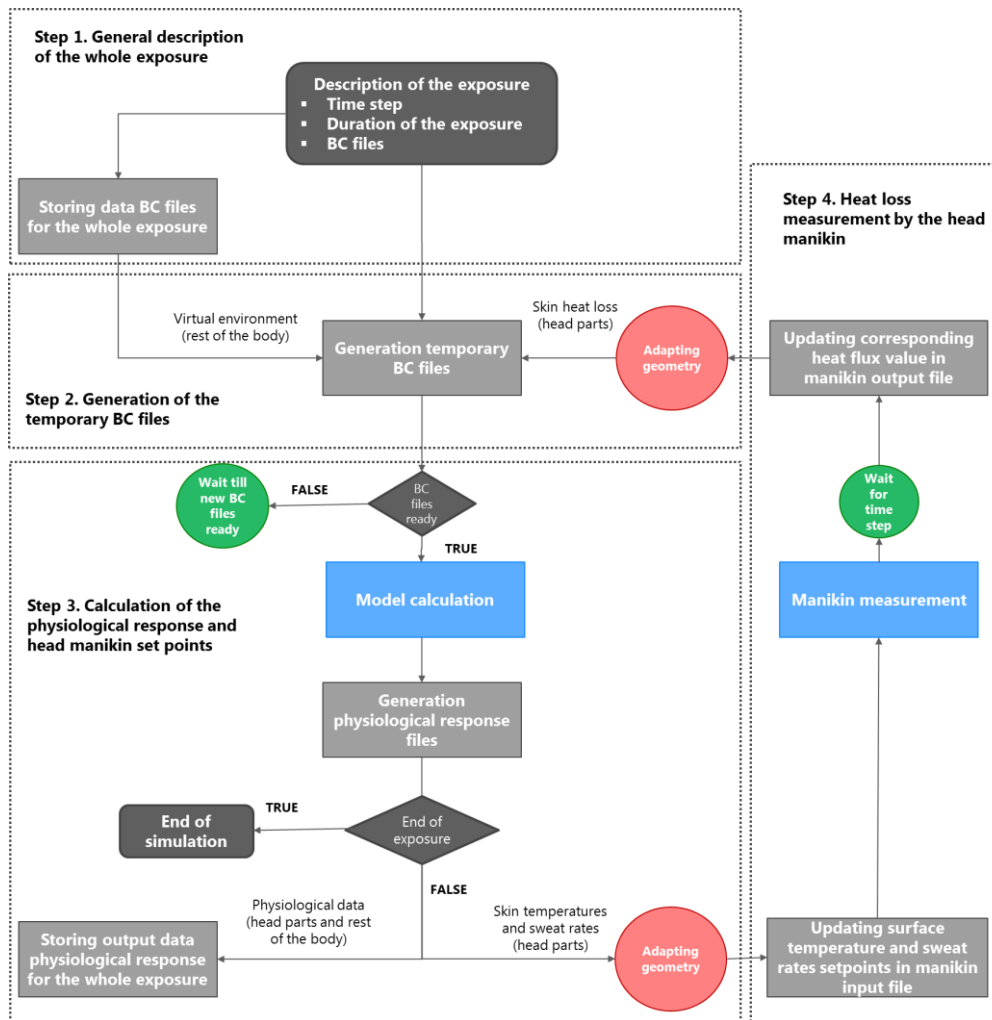 Step 1. General description
of the whole exposure
Description of the exposure
▪ Time step
▪ Duration of the exposure
▪ BC files
Storing data BC files
for the whole exposure
Step 4. Heat loss
measurement by the head
manikin
Virtual environment
(rest of the body)
Generation temporary
BC files
Skin heat loss
(head parts)
Adapting
geometry
Updating corresponding
heat flux value in
manikin output file
Step 2. Generation of the
temporary BC files
Wait till
new BC
files
ready
FALSE
BC
files
ready
TRUE
Wait
for
time
step
Model calculation
Manikin measurement
Step 3. Calculation of the
physiological response and
head manikin set points
Generation
physiological response
files
End of
simulation
TRUE
End of
exposure
FALSE
Physiological data
(head parts and rest
of the body)
Skin temperatures
and sweat rates
(head parts)
Storing output data
physiological response
for the whole exposure
Adapting
geometry
Updating surface
temperature and sweat
rates setpoints in manikin
input file